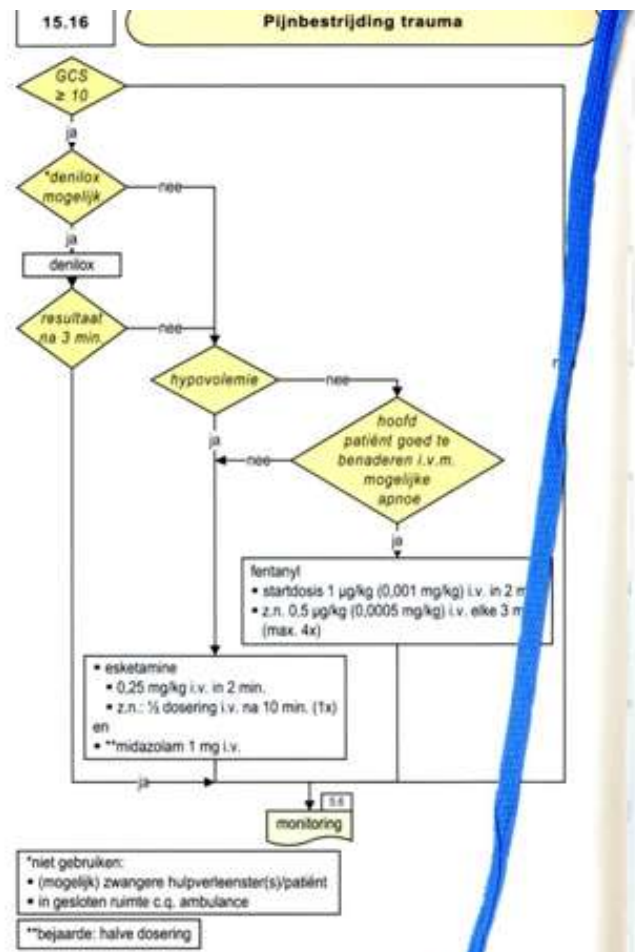 15.16
Pijnbestrijding trauma
GCS
≥ 10
ja
*denilox
mogelijk
nee
ja
denilox
resultaat
na 3 min.
nee
hypovolemie
nee
ja
hoofd
patiënt goed te
benaderen i.v.m.
mogelijke
apnoe
nee
ja
fentanyl
• startdosis 1 µg/kg (0,001 mg/kg) i.v. in 2
• z.n. 0,5 µg/kg (0,0005 mg/kg) i.v. elke 3
(max. 4x)
• esketamine
• 0,25 mg/kg i.v. in 2 min.
• z.n.: ½ dosering i.v. na 10 min. (1x)
en
• **midazolam 1 mg i.v.
ja
5.6
monitoring
*niet gebruiken:
• (mogelijk) zwangere hulpverleenster(s)/patiënt
• in gesloten ruimte c.q. ambulance
**bejaarde: halve dosering